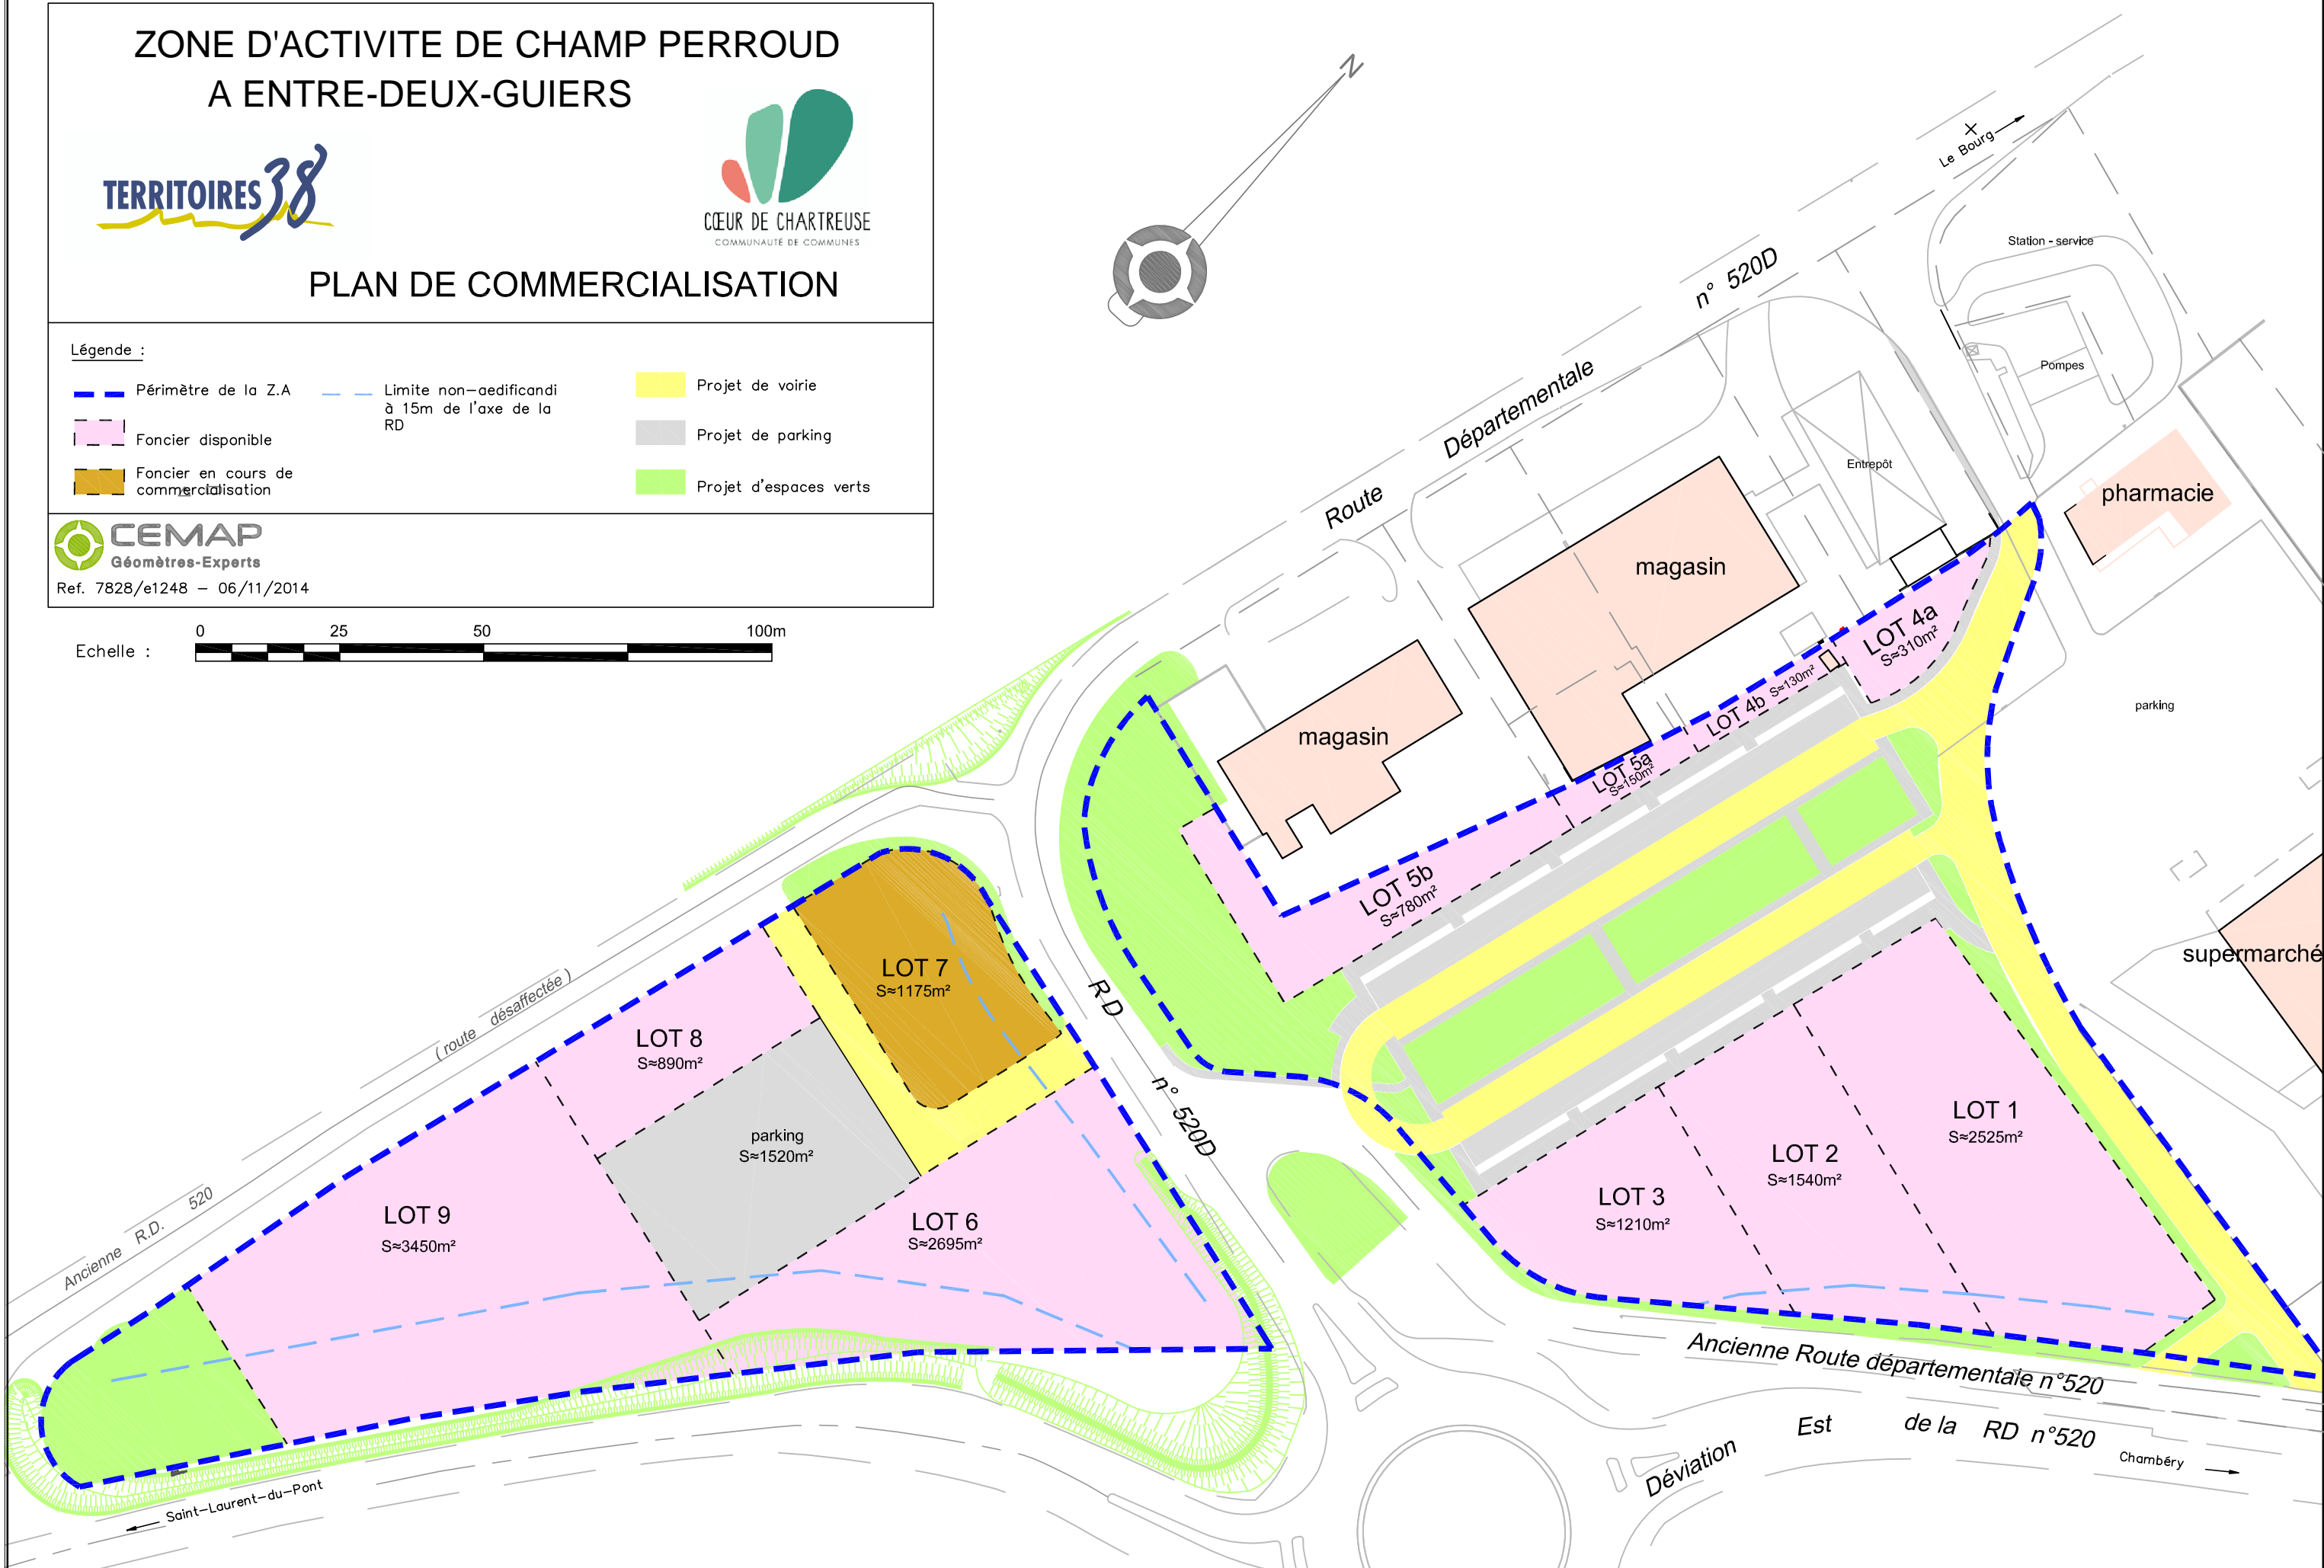 ZONE D'ACTIVITE DE CHAMP PERROUD
A ENTRE-DEUX-GUIERS
TERRITOIRES 38
CŒUR DE CHARTREUSE
COMMUNAUTÉ DE COMMUNES
PLAN DE COMMERCIALISATION
Légende :
Périmètre de la Z.A
Foncier disponible
Foncier en cours de
commercialisation
Limite non-aedificandi
à 15m de l'axe de la
RD
Projet de voirie
Projet de parking
Projet d'espaces verts
CEMAP
Géomètres-Experts
Ref. 7828/e1248 - 06/11/2014
Echelle :
0 25 50 100m
N
Le Bourg
Station - service
Pompes
Route Départementale n° 520D
Entrepôt
pharmacie
magasin
magasin
parking
supermarché
LOT 4a
S≈310m²
LOT 4b
S≈130m²
LOT 5a
S≈150m²
LOT 5b
S≈780m²
LOT 7
S≈1175m²
RD n° 520D
( route désaffectée )
LOT 8
S≈890m²
parking
S≈1520m²
LOT 1
S≈2525m²
LOT 2
S≈1540m²
LOT 3
S≈1210m²
Ancienne R.D. 520
LOT 9
S≈3450m²
LOT 6
S≈2695m²
Ancienne Route départementale n°520
Déviation Est de la RD n°520
Chambéry
Saint-Laurent-du-Pont